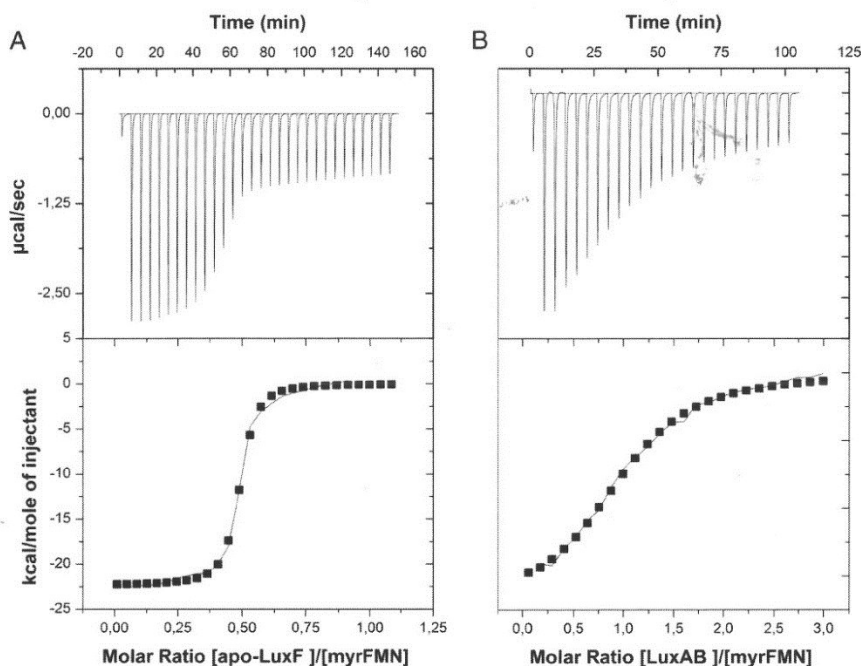 A
Time (min)
-20 0 20 40 60 80 100 120 140 160
0,00
-1,25
-2,50
5
µcal/sec
0
-5
-10
-15
-20
-25
kcal/mole of injectant
0,00 0,25 0,50 0,75 1,00 1,25
Molar Ratio [apo-LuxF ]/[myrFMN]
B
Time (min)
0 25 50 75 100 125
0,0 0,5 1,0 1,5 2,0 2,5 3,0
Molar Ratio [LuxAB ]/[myrFMN]